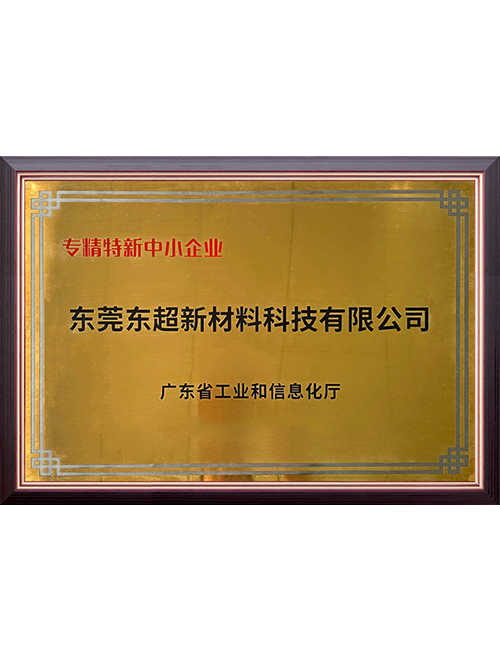 专精特新中小企业
东莞东超新材料科技有限公司
广东省工业和信息化厅